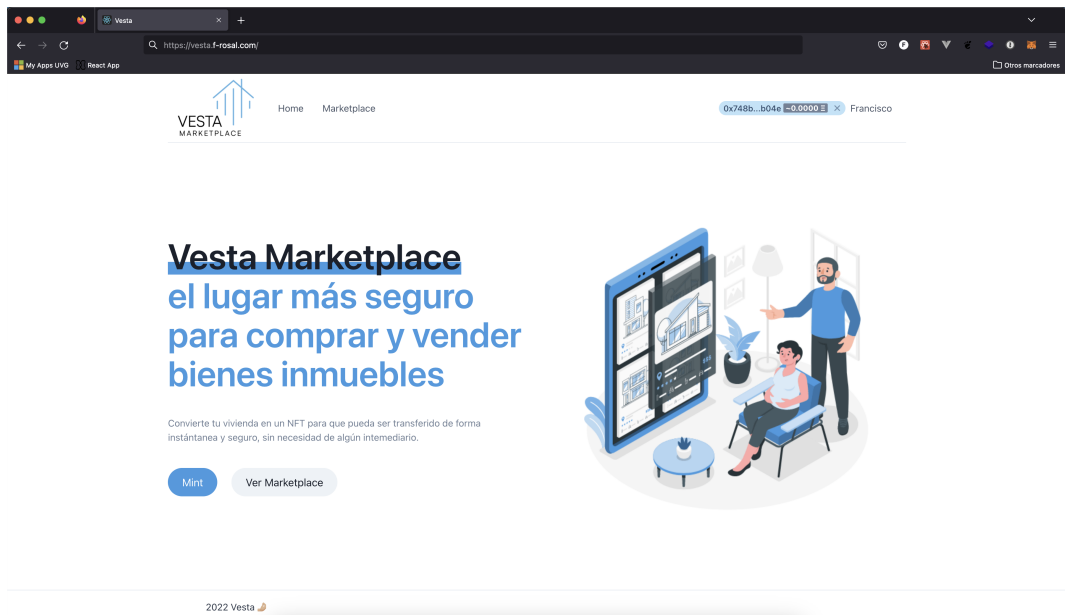 Vesta
https://vesta.f-rosal.com/
My Apps UVG
React App
Otros marcadores
VESTA
MARKETPLACE
Home
Marketplace
0x748b...b04e ~0.0000 Ξ
Francisco
Vesta Marketplace
el lugar más seguro
para comprar y vender
bienes inmuebles
Convierte tu vivienda en un NFT para que pueda ser transferido de forma
instántanea y seguro, sin necesidad de algún intemediario.
Mint
Ver Marketplace
2022 Vesta 🤌🏼